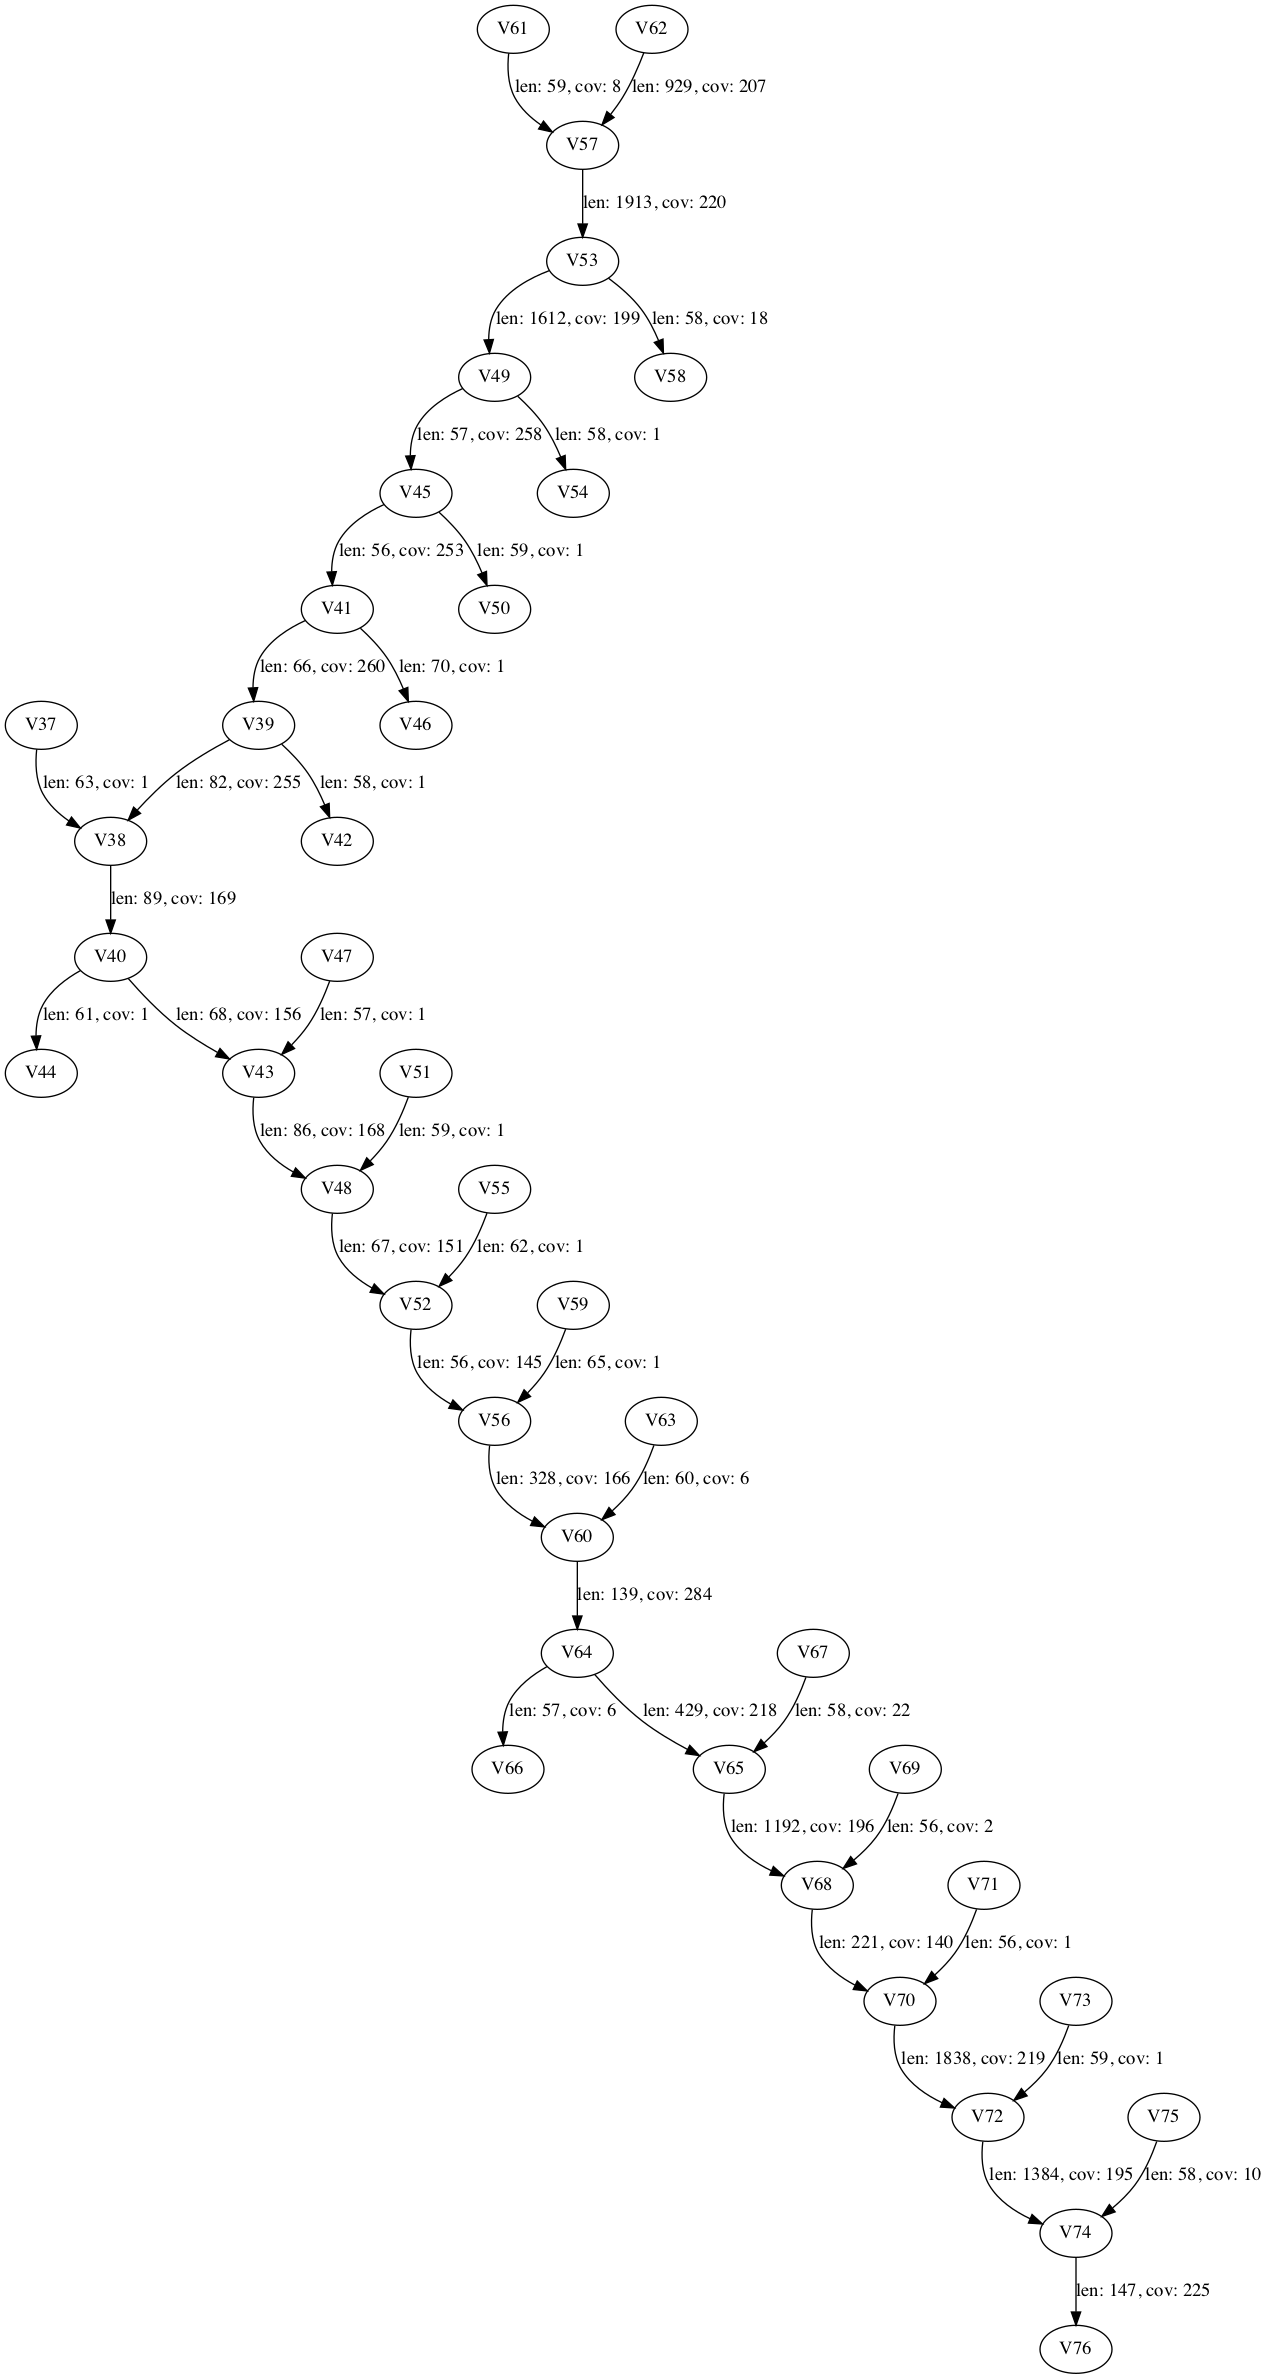 V61 V62
len: 59, cov: 8 len: 929, cov: 207
V57
len: 1913, cov: 220
V53
len: 1612, cov: 199 len: 58, cov: 18
V49 V58
len: 57, cov: 258 len: 58, cov: 1
V45 V54
len: 56, cov: 253 len: 59, cov: 1
V41 V50
len: 66, cov: 260 len: 70, cov: 1
V37 V39 V46
len: 63, cov: 1 len: 82, cov: 255 len: 58, cov: 1
V38 V42
len: 89, cov: 169
V40 V47
len: 61, cov: 1 len: 68, cov: 156 len: 57, cov: 1
V44 V43 V51
len: 86, cov: 168 len: 59, cov: 1
V48 V55
len: 67, cov: 151 len: 62, cov: 1
V52 V59
len: 56, cov: 145 len: 65, cov: 1
V56 V63
len: 328, cov: 166 len: 60, cov: 6
V60
len: 139, cov: 284
V64 V67
len: 57, cov: 6 len: 429, cov: 218 len: 58, cov: 22
V66 V65 V69
len: 1192, cov: 196 len: 56, cov: 2
V68 V71
len: 221, cov: 140 len: 56, cov: 1
V70 V73
len: 1838, cov: 219 len: 59, cov: 1
V72 V75
len: 1384, cov: 195 len: 58, cov: 10
V74
len: 147, cov: 225
V76